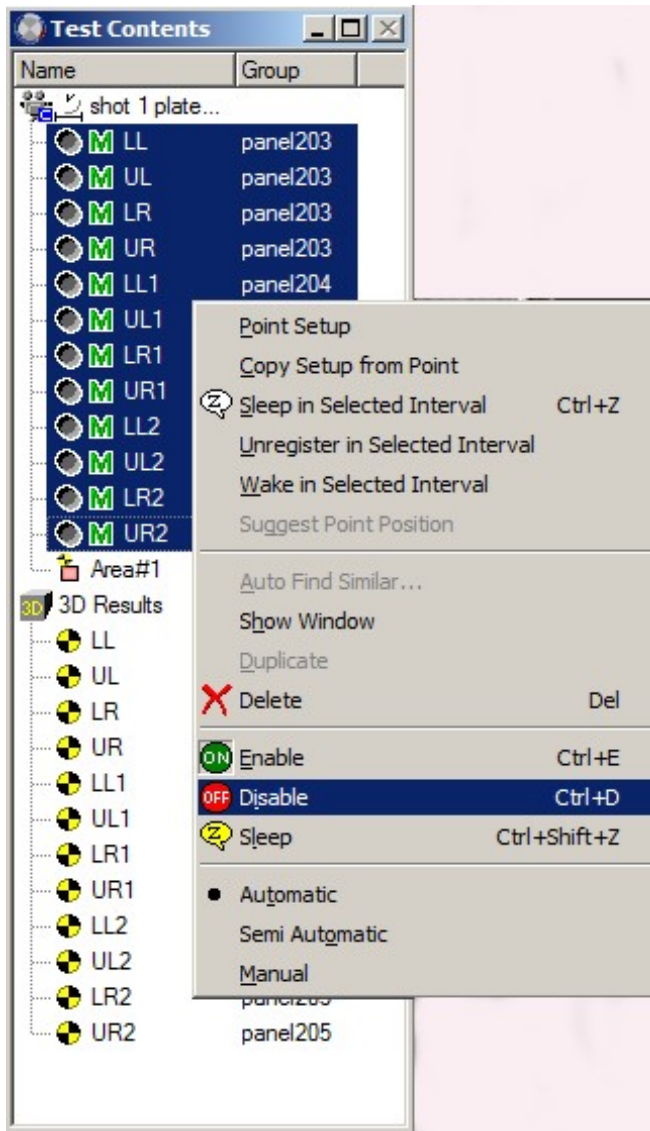 Test Contents
Name Group
shot 1 plate...
M LL panel203
M UL panel203
M LR panel203
M UR panel203
M LL1 panel204
M UL1
M LR1
M UR1
M LL2
M UL2
M LR2
M UR2
Area#1
3D 3D Results
LL
UL
LR
UR
LL1
UL1
LR1
UR1
LL2
UL2
LR2
UR2 panel205
Point Setup
Copy Setup from Point
Z Sleep in Selected Interval Ctrl+Z
Unregister in Selected Interval
Wake in Selected Interval
Suggest Point Position
Auto Find Similar...
Show Window
Duplicate
Delete Del
ON Enable Ctrl+E
OFF Disable Ctrl+D
Z Sleep Ctrl+Shift+Z
Automatic
Semi Automatic
Manual